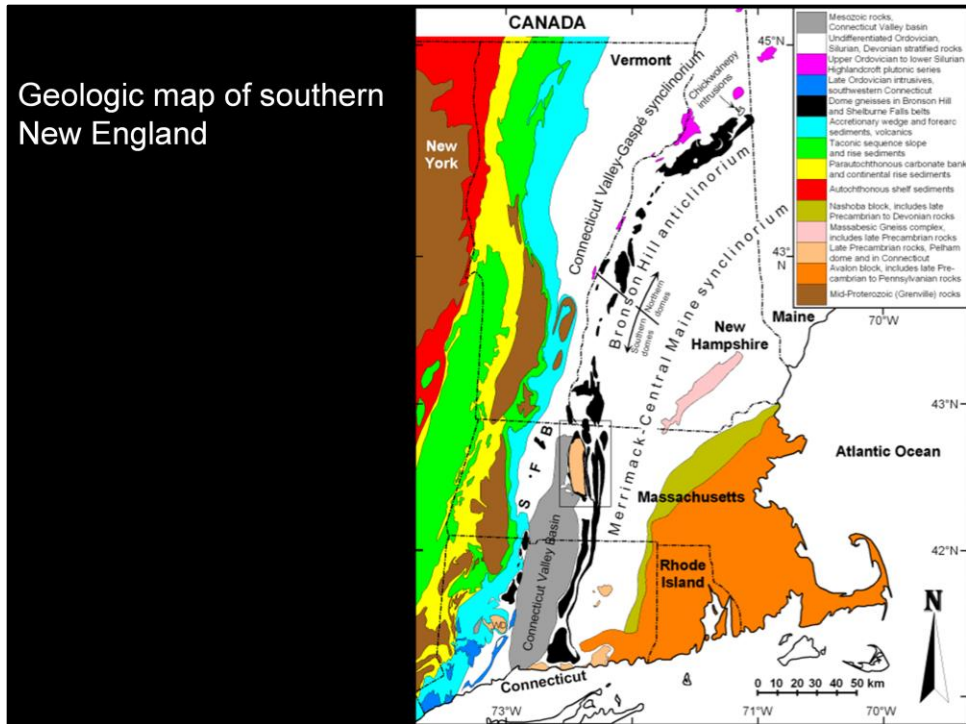 Geologic map of southern
New England
CANADA
45°N
Vermont
Chickwolnepy
intrusions
Connecticut Valley-Gaspé synclinorium
New
York
Bronson Hill anticlinorium
43°
N
Northern
domes
Southern
domes
Merrimack-Central Maine synclinorium
Maine
70°W
New
Hampshire
43°N
S F B
Atlantic Ocean
Massachusetts
Connecticut Valley Basin
42°N
Rhode
Island
WD
N
Connecticut
0 10 20 30 40 50 km
73°W
71°W
70°W
Mesozoic rocks,
Connecticut Valley basin
Undifferentiated Ordovician,
Silurian, Devonian stratified rocks
Upper Ordovician to lower Silurian
Highlandcroft plutonic series
Late Ordovician intrusives,
southwestern Connecticut
Dome gneisses in Bronson Hill
and Shelburne Falls belts
Accretionary wedge and forearc
sediments, volcanics
Taconic sequence slope
and rise sediments
Parautochthonous carbonate bank
and continental rise sediments
Autochthonous shelf sediments
Nashoba block, includes late
Precambrian to Devonian rocks
Massabesic Gneiss complex,
includes late Precambrian rocks
Late Precambrian rocks, Pelham
dome and in Connecticut
Avalon block, includes late Pre-
cambrian to Pennsylvanian rocks
Mid-Proterozoic (Grenville) rocks